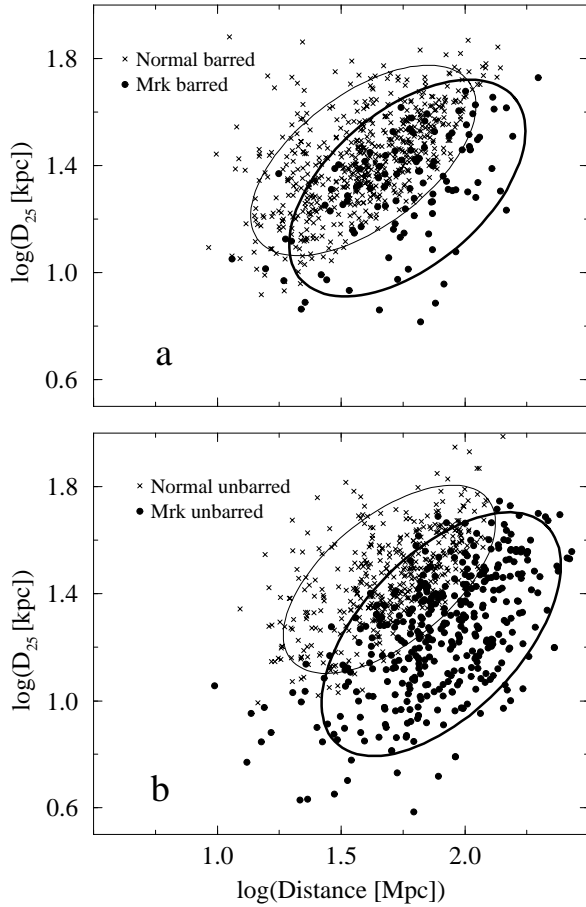 1.8
Normal barred
Mrk barred
1.4
log(D25 [kpc])
1.0
0.6
a
1.8
Normal unbarred
Mrk unbarred
1.4
log(D25 [kpc])
1.0
0.6
b
1.0 1.5 2.0
log(Distance [Mpc])